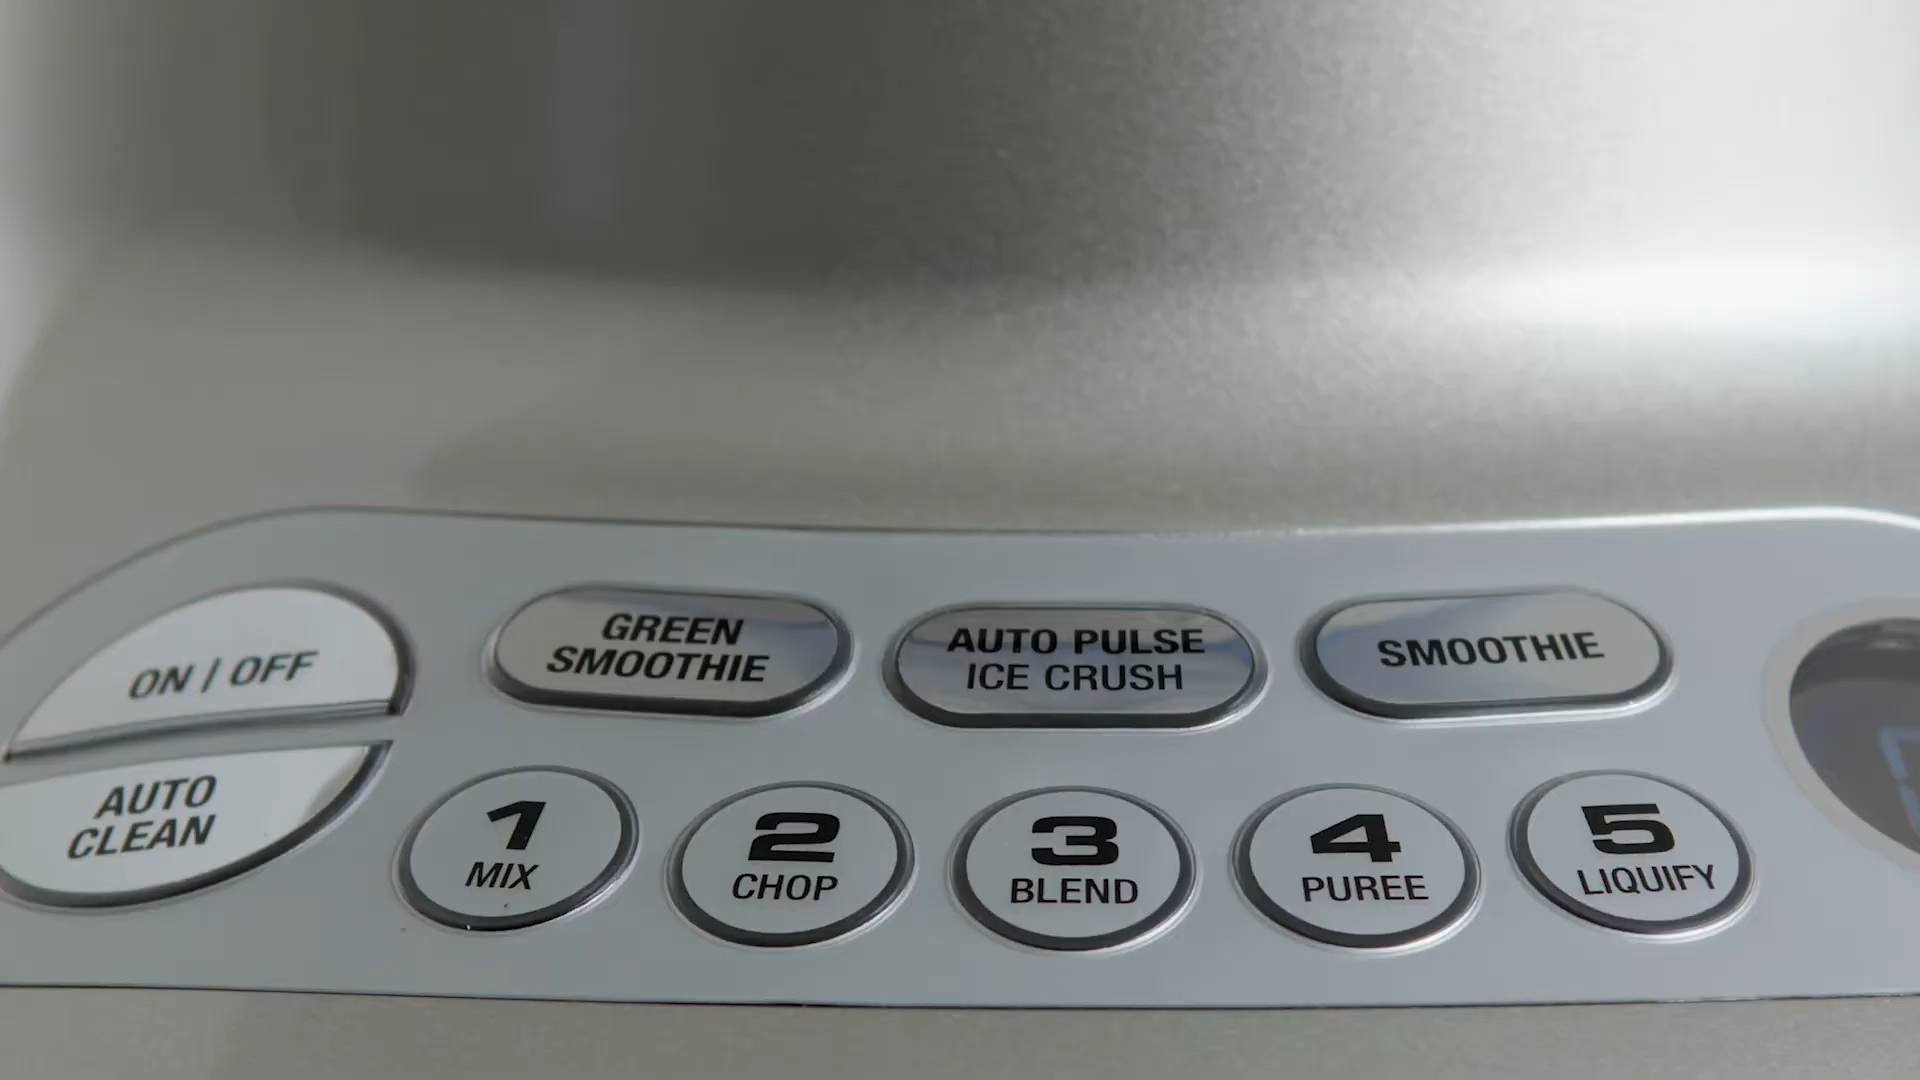 ON | OFF
GREEN
SMOOTHIE
AUTO PULSE
ICE CRUSH
SMOOTHIE
AUTO
CLEAN
1
MIX
2
CHOP
3
BLEND
4
PUREE
5
LIQUIFY